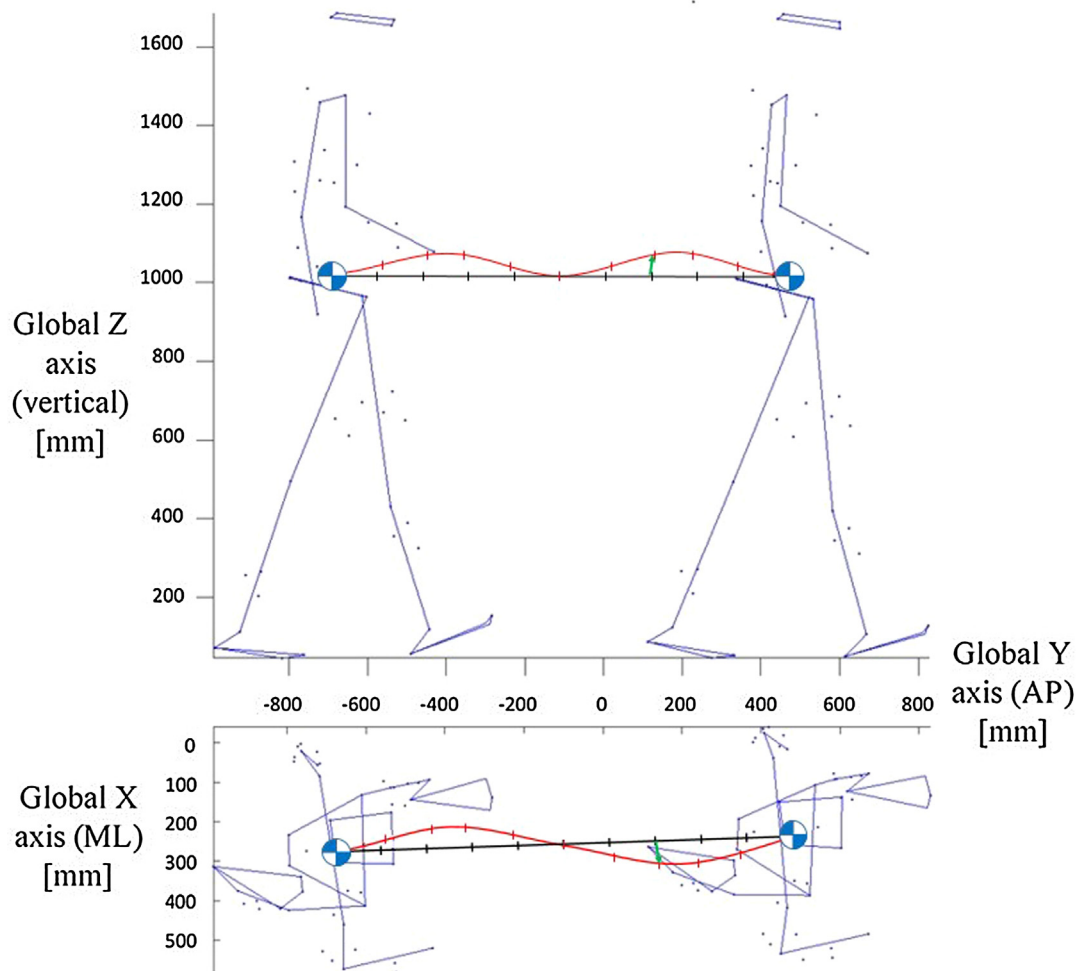 1600
1400
1200
1000
Global Z
axis
(vertical)
[mm]
800
600
400
200
Global Y
axis (AP)
[mm]
-800 -600 -400 -200 0 200 400 600 800
Global X
axis (ML)
[mm]
0
100
200
300
400
500